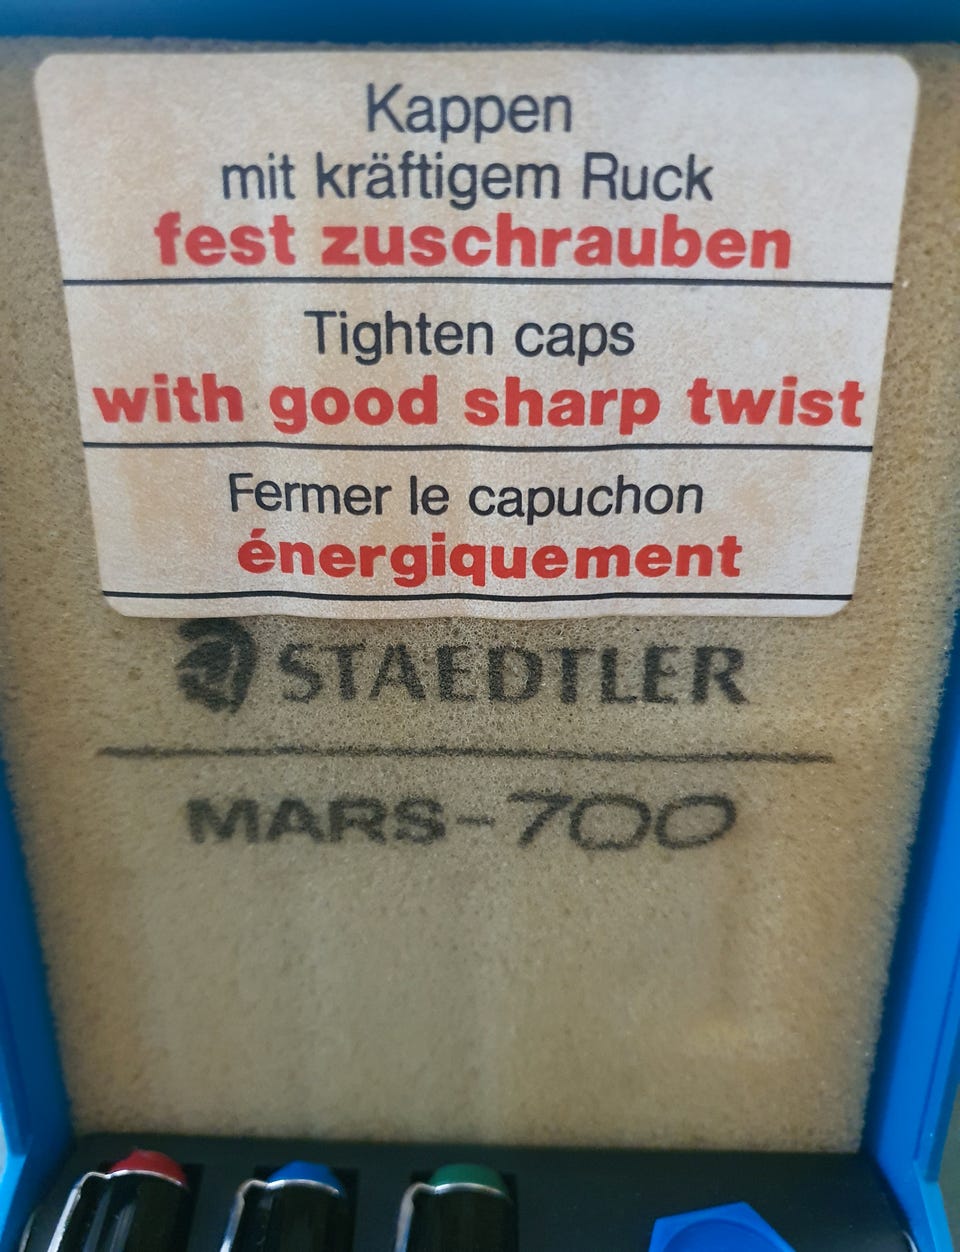 Kappen
mit kräftigem Ruck
fest zuschrauben
Tighten caps
with good sharp twist
Fermer le capuchon
énergiquement
STAEDTLER
MARS-700